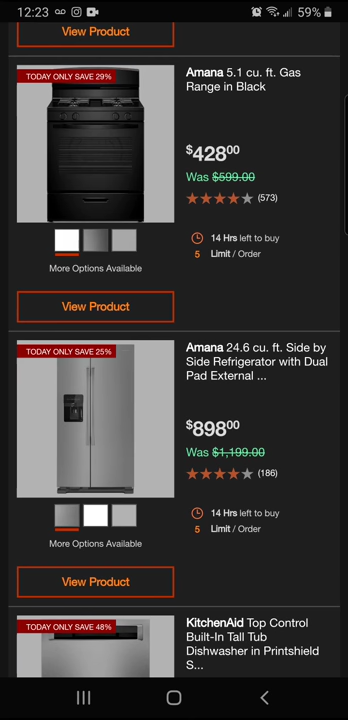 12:23
59%
View Product
TODAY ONLY SAVE 29%
Amana 5.1 cu. ft. Gas
Range in Black
$42800
Was $599.00
(573)
14 Hrs left to buy
5 Limit / Order
More Options Available
View Product
TODAY ONLY SAVE 25%
Amana 24.6 cu. ft. Side by
Side Refrigerator with Dual
Pad External ...
$89800
Was $1,199.00
(186)
14 Hrs left to buy
5 Limit / Order
More Options Available
View Product
TODAY ONLY SAVE 48%
KitchenAid Top Control
Built-In Tall Tub
Dishwasher in Printshield
S...